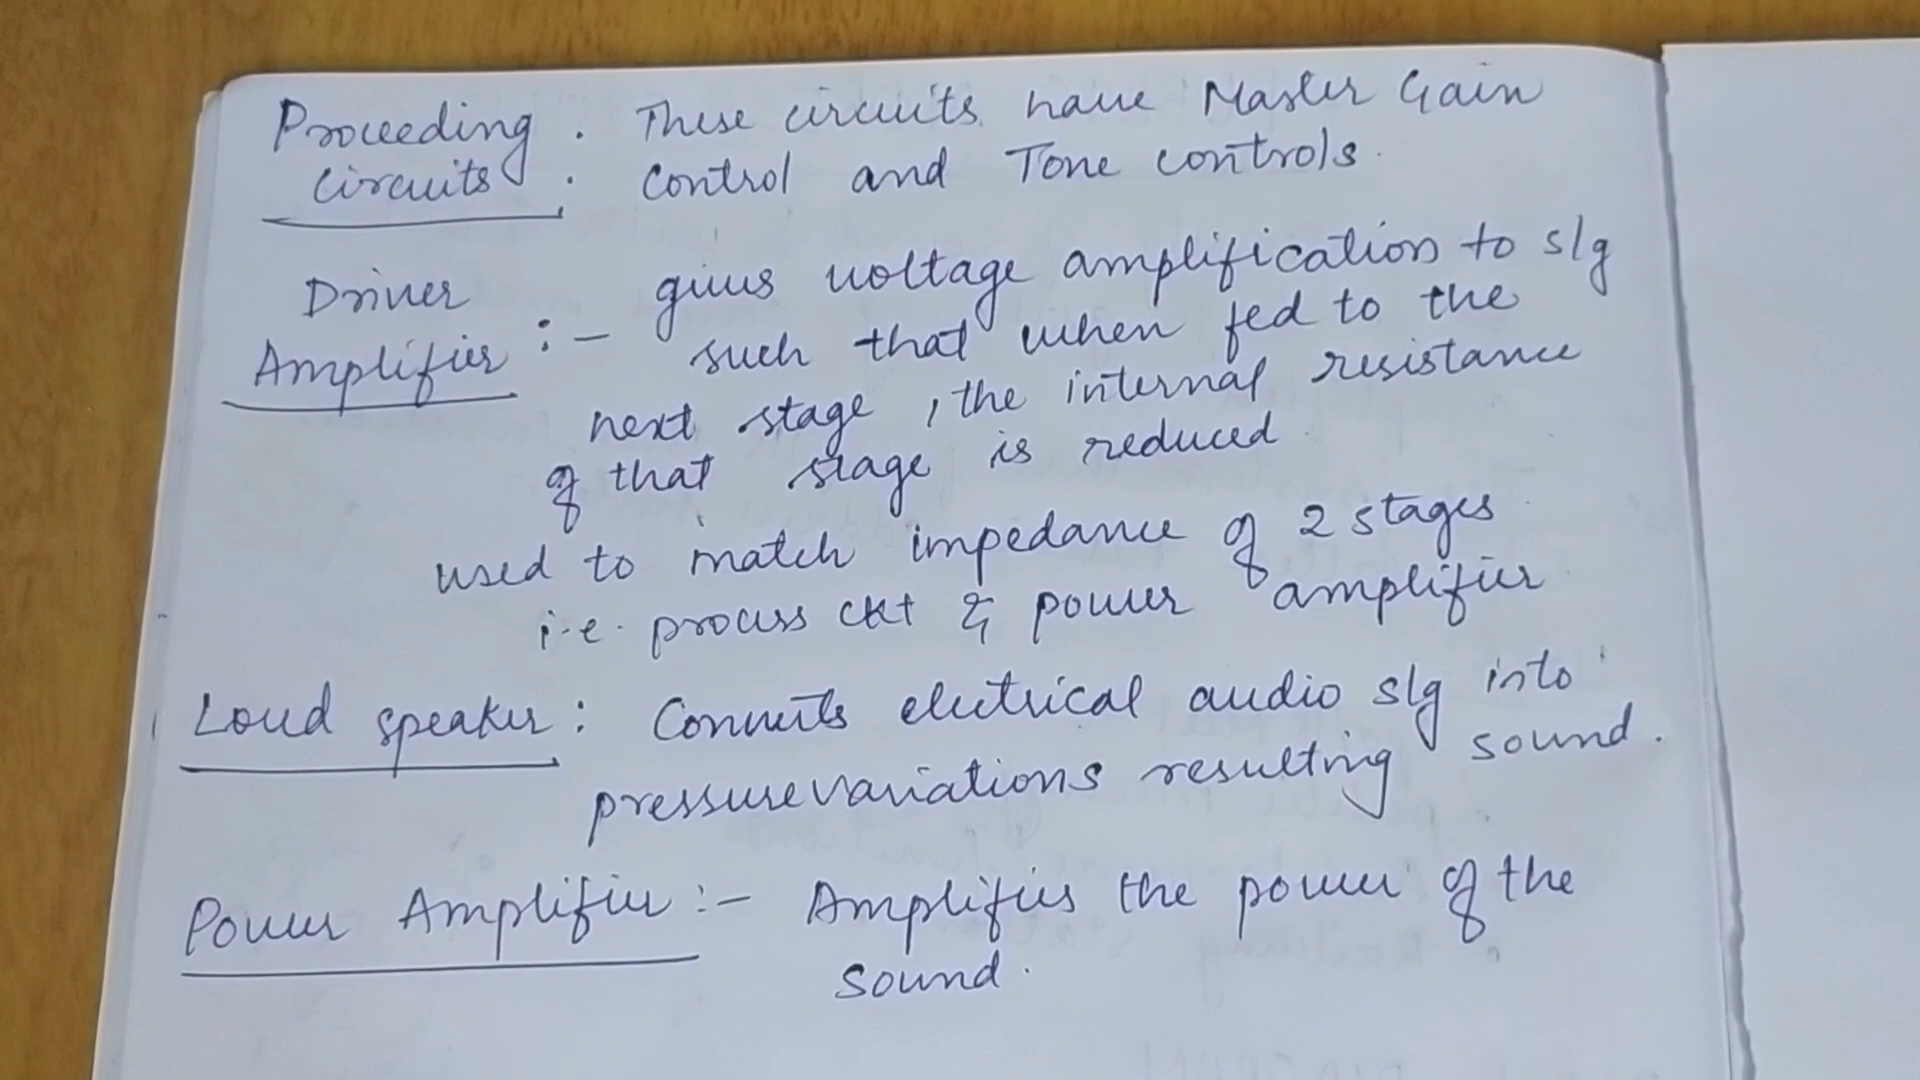 Proceeding : These circuits have Master Gain
circuits : control and Tone controls.
Driver
Amplifier :- gives voltage amplification to s/g
such that when fed to the
next stage, the internal resistance
of that stage is reduced
used to match impedance of 2 stages
i.e. process ckt & power amplifier
Loud speaker : Converts electrical audio s/g into
pressure variations resulting sound.
Power Amplifier :- Amplifies the power of the
sound.